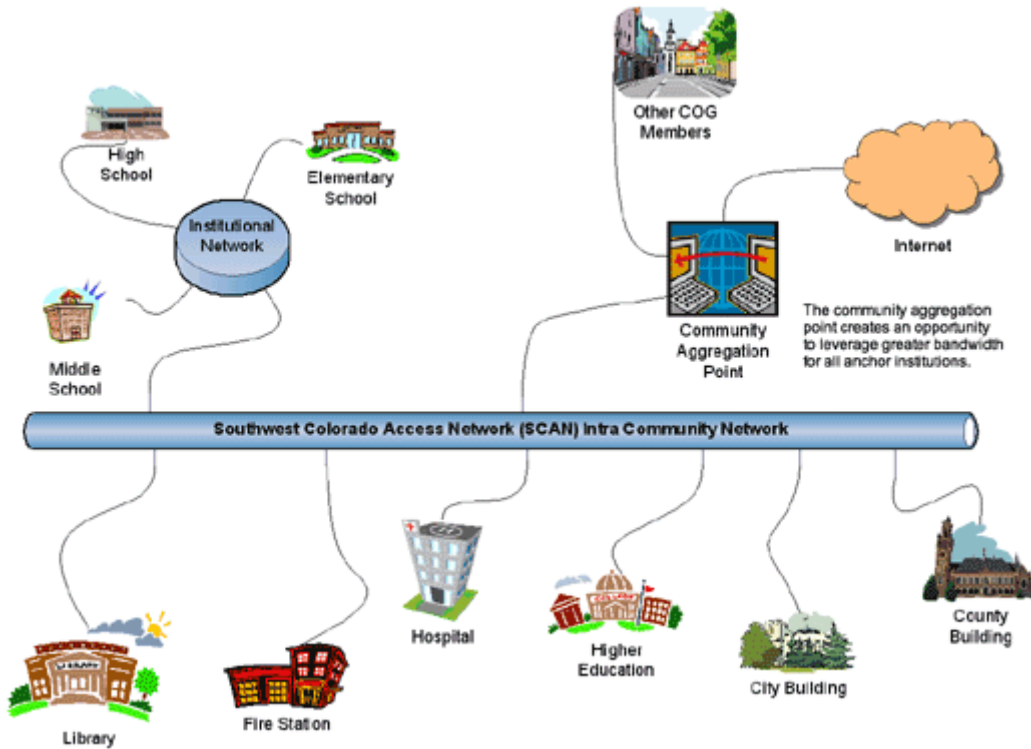 Other COG
Members
High
School
Elementary
School
Institutional
Network
Internet
Middle
School
Community
Aggregation
Point
The community aggregation
point creates an opportunity
to leverage greater bandwidth
for all anchor institutions.
Southwest Colorado Access Network (SCAN) Intra Community Network
LIBRARY
Library
Fire Station
Hospital
COLLEGE
Higher
Education
City Building
County
Building